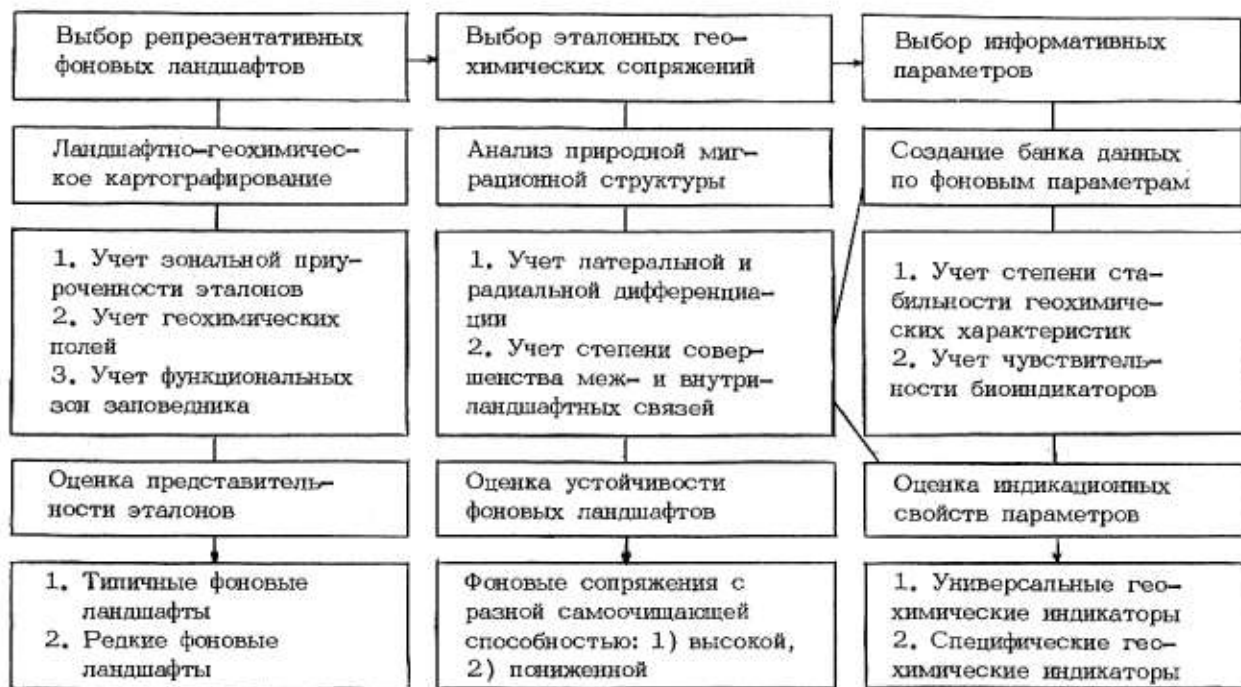 Выбор репрезентативных
фоновых ландшафтов
Выбор эталонных гео-
химических сопряжений
Выбор информативных
параметров
Ландшафтно-геохимичес-
кое картографирование
Анализ природной миг-
рационной структуры
Создание банка данных
по фоновым параметрам
1. Учет зональной приу-
роченности эталонов
2. Учет геохимических
полей
3. Учет функциональных
зон заповедника
1. Учет латеральной и
радиальной дифференциа-
ции
2. Учет степени совер-
шенства меж- и внутри-
ландшафтных связей
1. Учет степени ста-
бильности геохимиче-
ских характеристик
2. Учет чувствитель-
ности биоиндикаторов
Оценка представитель-
ности эталонов
Оценка устойчивости
фоновых ландшафтов
Оценка индикационных
свойств параметров
1. Типичные фоновые
ландшафты
2. Редкие фоновые
ландшафты
Фоновые сопряжения с
разной самоочищающей
способностью: 1) высокой,
2) пониженной
1. Универсальные гео-
химические индикаторы
2. Специфические гео-
химические индикаторы